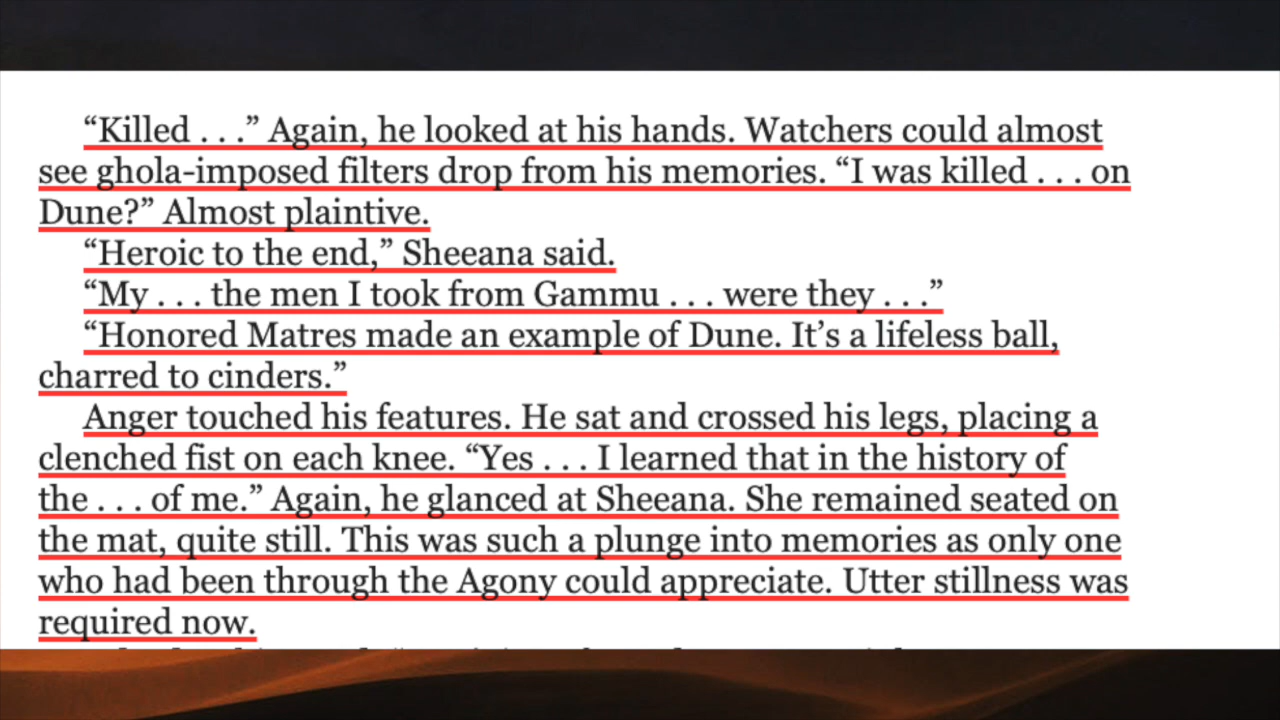 “Killed . . .” Again, he looked at his hands. Watchers could almost
see ghola-imposed filters drop from his memories. “I was killed . . . on
Dune?” Almost plaintive.
“Heroic to the end,” Sheeana said.
“My . . . the men I took from Gammu . . . were they . . .”
“Honored Matres made an example of Dune. It’s a lifeless ball,
charred to cinders.”
Anger touched his features. He sat and crossed his legs, placing a
clenched fist on each knee. “Yes . . . I learned that in the history of
the . . . of me.” Again, he glanced at Sheeana. She remained seated on
the mat, quite still. This was such a plunge into memories as only one
who had been through the Agony could appreciate. Utter stillness was
required now.